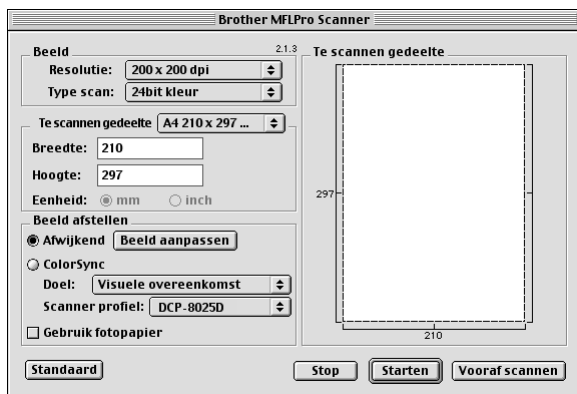 Brother MFLPro Scanner
Beeld
2.1.3
Resolutie: 200 x 200 dpi
Type scan: 24bit kleur
Te scannen gedeelte A4 210 x 297 ...
Breedte: 210
Hoogte: 297
Eenheid: mm inch
Beeld afstellen
Afwijkend Beeld aanpassen
ColorSync
Doel: Visuele overeenkomst
Scanner profiel: DCP-8025D
Gebruik fotopapier
Te scannen gedeelte
297
210
Standaard Stop Starten Vooraf scannen